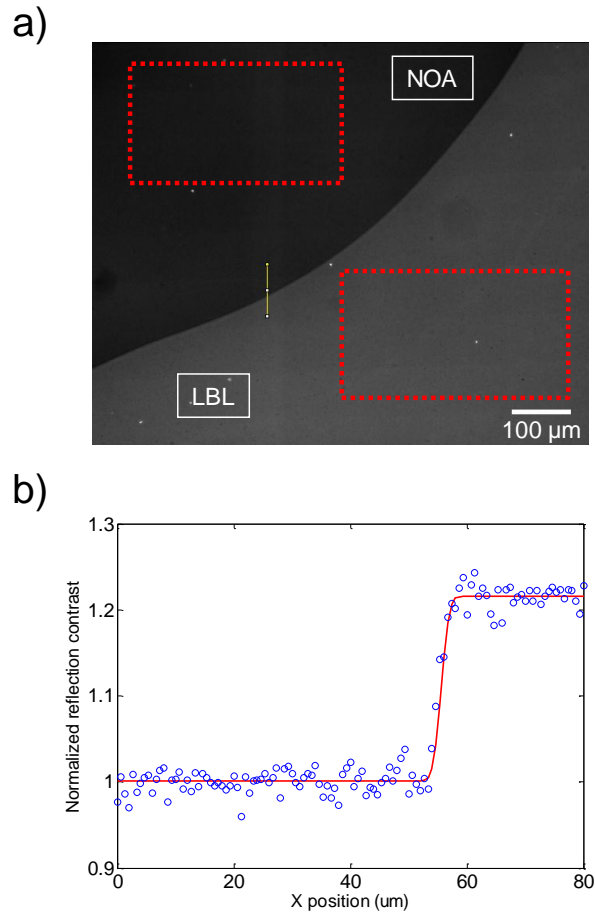 a)
NOA
LBL
100 µm
b)
1.3
1.2
1.1
1
0.9
Normalized reflection contrast
0
20
40
60
80
X position (um)